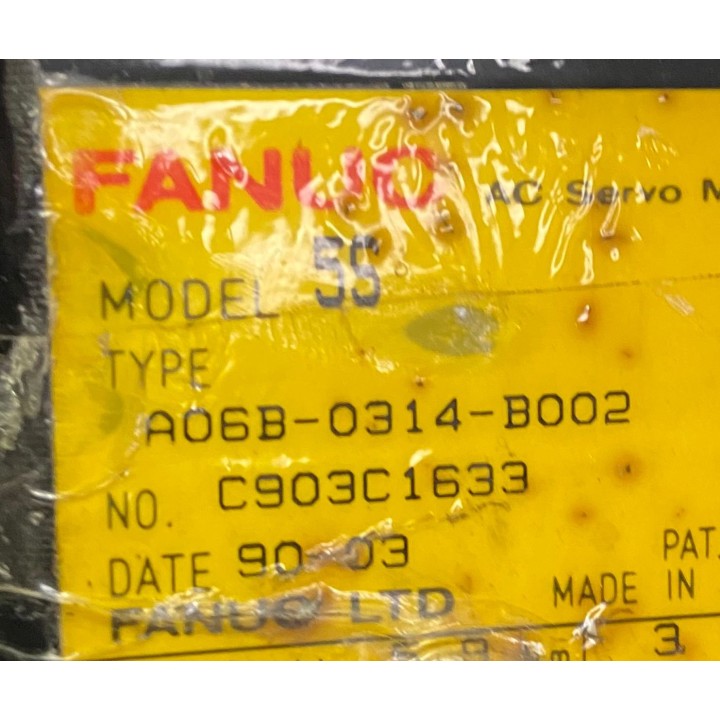 FANUC AC Servo M
MODEL 5S
TYPE
A06B-0314-B002
NO. C903C1633
DATE 90-03
PAT.
FANUC LTD MADE IN
3